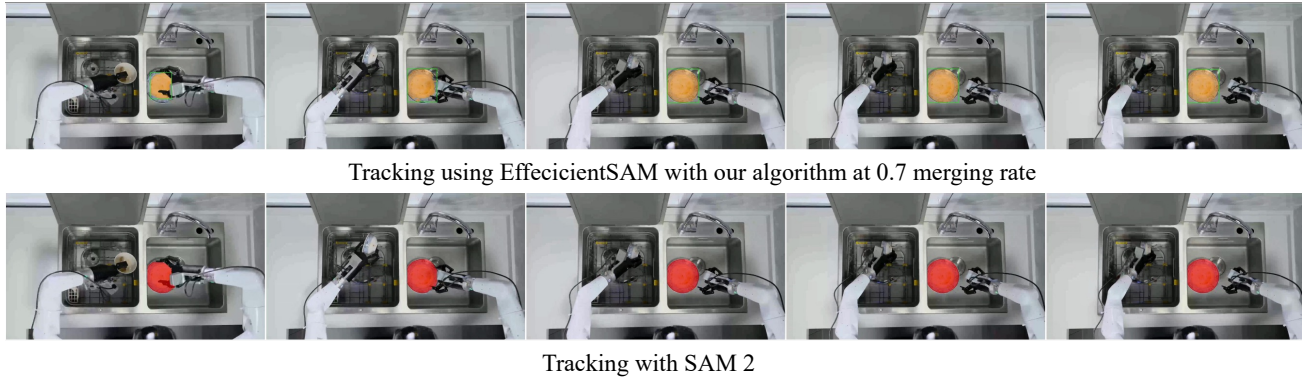 Tracking using EffecicientSAM with our algorithm at 0.7 merging rate
Tracking with SAM 2